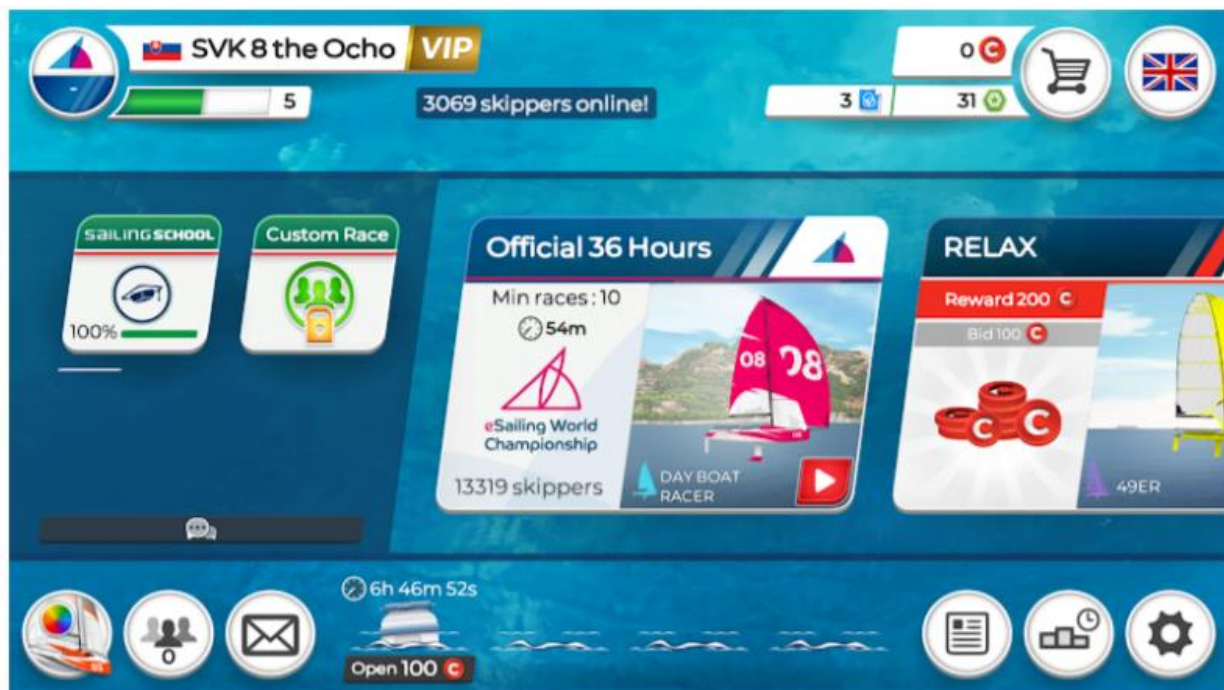 SVK 8 the Ocho VIP
5
3069 skippers online!
0 C
3
31
SaiLING SCHOOL
100%
Custom Race
Official 36 Hours
Min races : 10
54m
08 08
eSailing World
Championship
13319 skippers
DAY BOAT
RACER
RELAX
Reward 200 C
Bid 100 C
C C
49ER
0
6h 46m 52s
Open 100 C